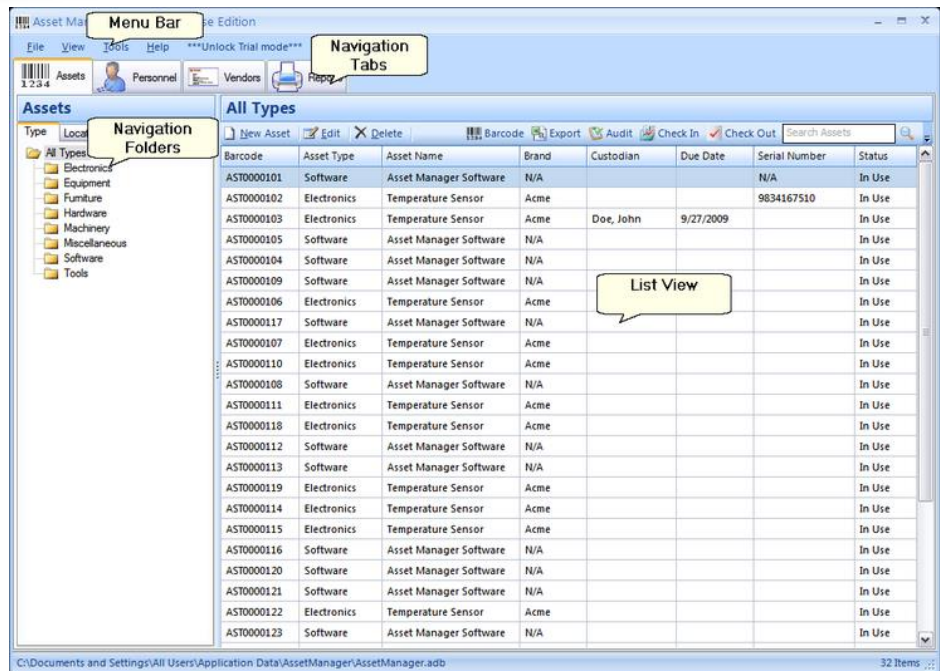 Asset Ma
se Edition
Menu Bar
File View Tools Help ***Unlock Trial mode***
Navigation
Tabs
1234 Assets Personnel Vendors Reports
Assets
All Types
Type Locat
Navigation
Folders
New Asset Edit Delete Barcode Export Audit Check In Check Out Search Assets
All Types
Electronics
Equipment
Furniture
Hardware
Machinery
Miscellaneous
Software
Tools
Barcode Asset Type Asset Name Brand Custodian Due Date Serial Number Status
AST0000101 Software Asset Manager Software N/A N/A In Use
AST0000102 Electronics Temperature Sensor Acme 9834167510 In Use
AST0000103 Electronics Temperature Sensor Acme Doe, John 9/27/2009 In Use
AST0000105 Software Asset Manager Software N/A In Use
AST0000104 Software Asset Manager Software N/A In Use
AST0000109 Software Asset Manager Software N/A In Use
List View
AST0000106 Electronics Temperature Sensor Acme In Use
AST0000117 Software Asset Manager Software N/A In Use
AST0000107 Electronics Temperature Sensor Acme In Use
AST0000110 Electronics Temperature Sensor Acme In Use
AST0000108 Software Asset Manager Software N/A In Use
AST0000111 Electronics Temperature Sensor Acme In Use
AST0000118 Electronics Temperature Sensor Acme In Use
AST0000112 Software Asset Manager Software N/A In Use
AST0000113 Software Asset Manager Software N/A In Use
AST0000119 Electronics Temperature Sensor Acme In Use
AST0000114 Electronics Temperature Sensor Acme In Use
AST0000115 Electronics Temperature Sensor Acme In Use
AST0000116 Software Asset Manager Software N/A In Use
AST0000120 Software Asset Manager Software N/A In Use
AST0000121 Software Asset Manager Software N/A In Use
AST0000122 Electronics Temperature Sensor Acme In Use
AST0000123 Software Asset Manager Software N/A In Use
C:\Documents and Settings\All Users\Application Data\AssetManager\AssetManager.adb 32 Items